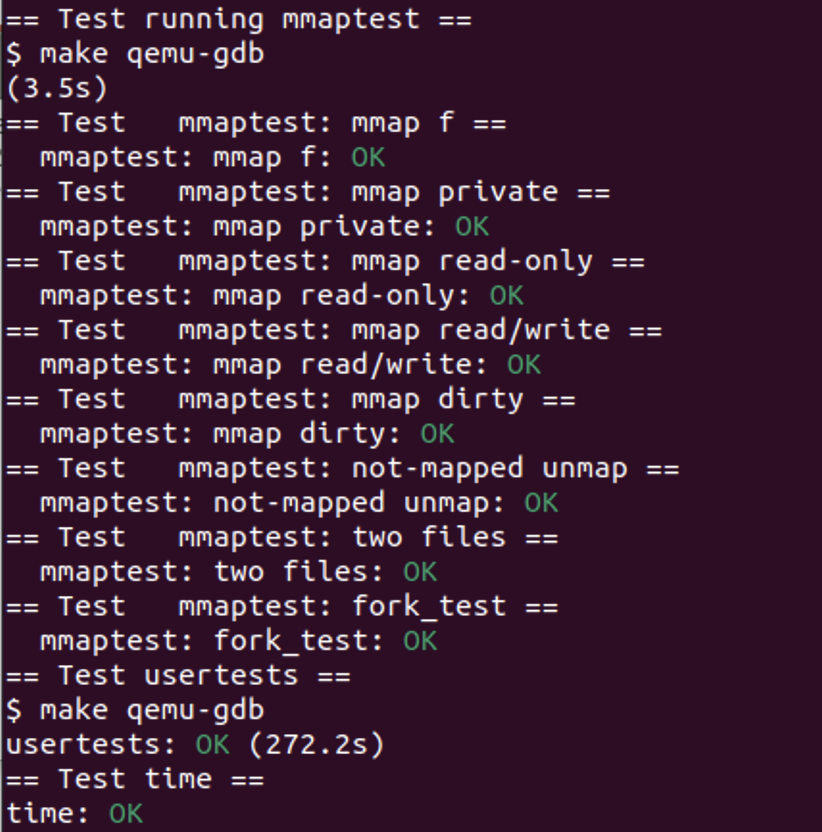 == Test running mmaptest ==
$ make qemu-gdb
(3.5s)
== Test   mmaptest: mmap f ==
  mmaptest: mmap f: OK
== Test   mmaptest: mmap private ==
  mmaptest: mmap private: OK
== Test   mmaptest: mmap read-only ==
  mmaptest: mmap read-only: OK
== Test   mmaptest: mmap read/write ==
  mmaptest: mmap read/write: OK
== Test   mmaptest: mmap dirty ==
  mmaptest: mmap dirty: OK
== Test   mmaptest: not-mapped unmap ==
  mmaptest: not-mapped unmap: OK
== Test   mmaptest: two files ==
  mmaptest: two files: OK
== Test   mmaptest: fork_test ==
  mmaptest: fork_test: OK
== Test usertests ==
$ make qemu-gdb
usertests: OK (272.2s)
== Test time ==
time: OK